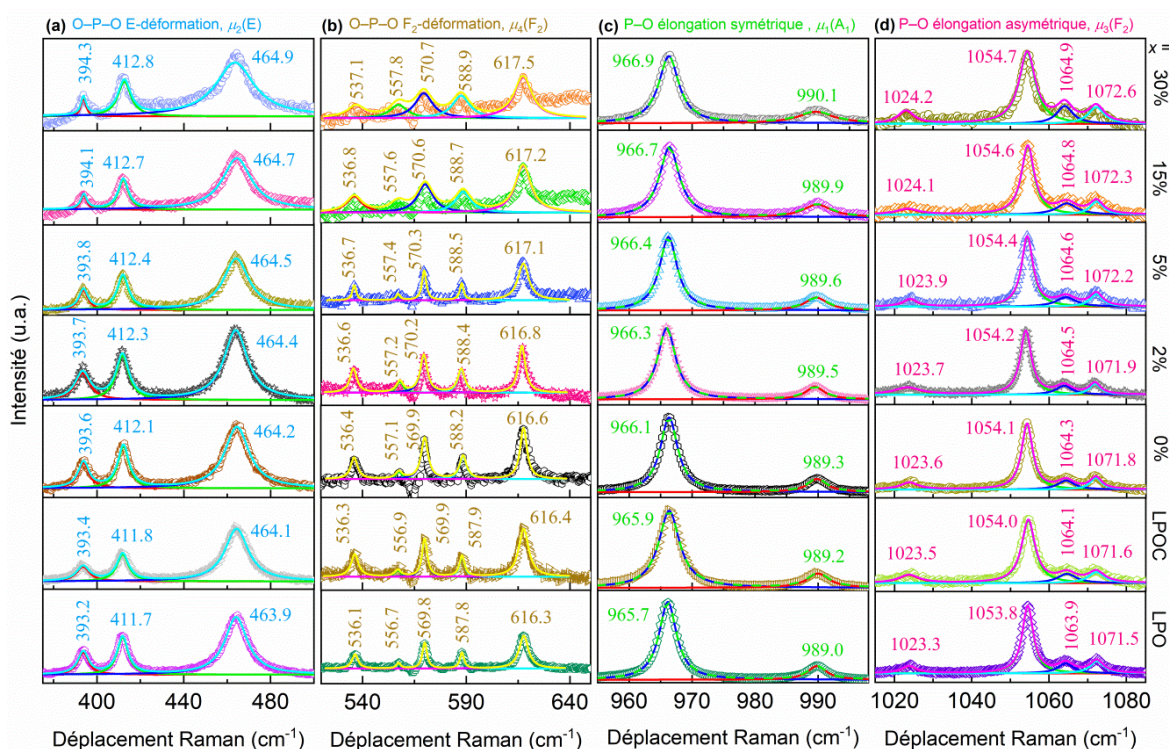 (a) O–P–O E-déformation, μ₂(E)
(b) O–P–O F₂-déformation, μ₄(F₂)
(c) P–O élongation symétrique, μ₁(A₁)
(d) P–O élongation asymétrique, μ₃(F₂)
x =
394.3 412.8 464.9
537.1 557.8 570.7 588.9 617.5
966.9 990.1
1024.2 1054.7 1064.9 1072.6
30%
394.1 412.7 464.7
536.8 557.6 570.6 588.7 617.2
966.7 989.9
1024.1 1054.6 1064.8 1072.3
15%
393.8 412.4 464.5
536.7 557.4 570.3 588.5 617.1
966.4 989.6
1023.9 1054.4 1064.6 1072.2
5%
393.7 412.3 464.4
536.6 557.2 570.2 588.4 616.8
966.3 989.5
1023.7 1054.2 1064.5 1071.9
2%
393.6 412.1 464.2
536.4 557.1 569.9 588.2 616.6
966.1 989.3
1023.6 1054.1 1064.3 1071.8
0%
393.4 411.8 464.1
536.3 556.9 569.9 587.9 616.4
965.9 989.2
1023.5 1054.0 1064.1 1071.6
LPOC
393.2 411.7 463.9
536.1 556.7 569.8 587.8 616.3
965.7 989.0
1023.3 1053.8 1063.9 1071.5
LPO
Intensité (u.a.)
400 440 480
540 570 600 640
960 970 980 990
1020 1040 1060 1080
Déplacement Raman (cm⁻¹)
Déplacement Raman (cm⁻¹)
Déplacement Raman (cm⁻¹)
Déplacement Raman (cm⁻¹)